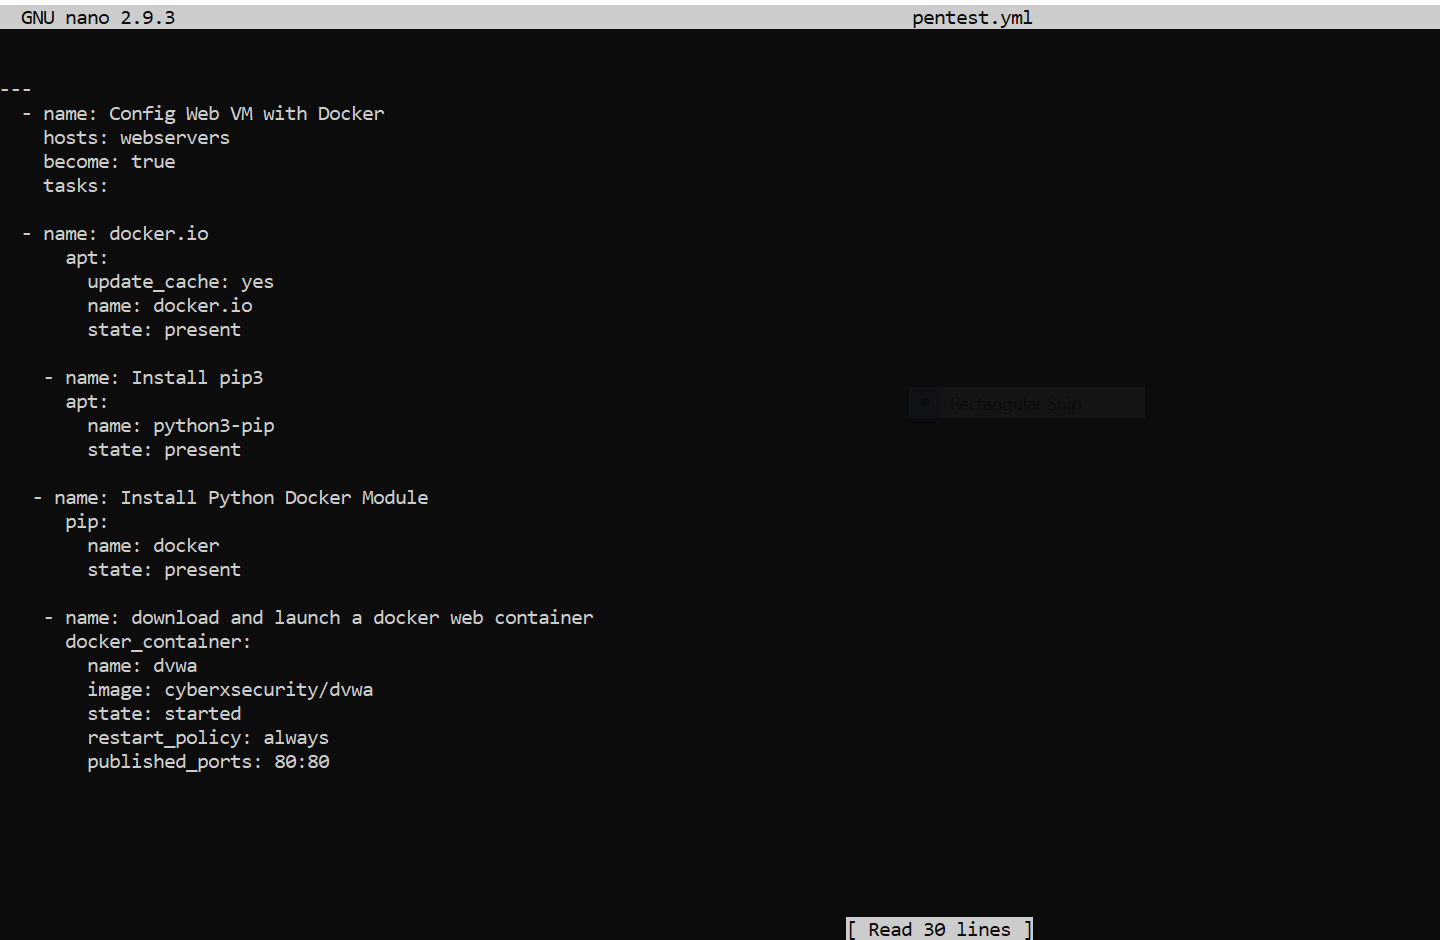 GNU nano 2.9.3 pentest.yml
---
  - name: Config Web VM with Docker
    hosts: webservers
    become: true
    tasks:

  - name: docker.io
      apt:
        update_cache: yes
        name: docker.io
        state: present

    - name: Install pip3
      apt:
        name: python3-pip
        state: present

   - name: Install Python Docker Module
      pip:
        name: docker
        state: present

    - name: download and launch a docker web container
      docker_container:
        name: dvwa
        image: cyberxsecurity/dvwa
        state: started
        restart_policy: always
        published_ports: 80:80
Rectangular Snip
[ Read 30 lines ]